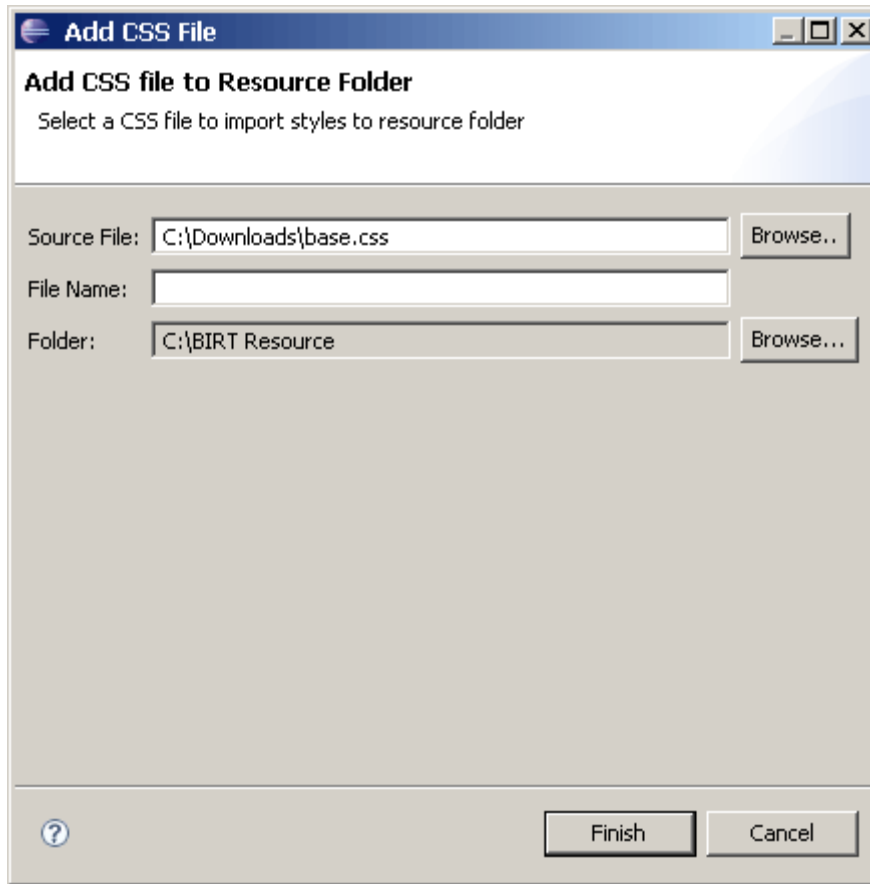 Add CSS File
Add CSS file to Resource Folder
Select a CSS file to import styles to resource folder
Source File: C:\Downloads\base.css Browse..
File Name:
Folder: C:\BIRT Resource Browse...
? Finish Cancel